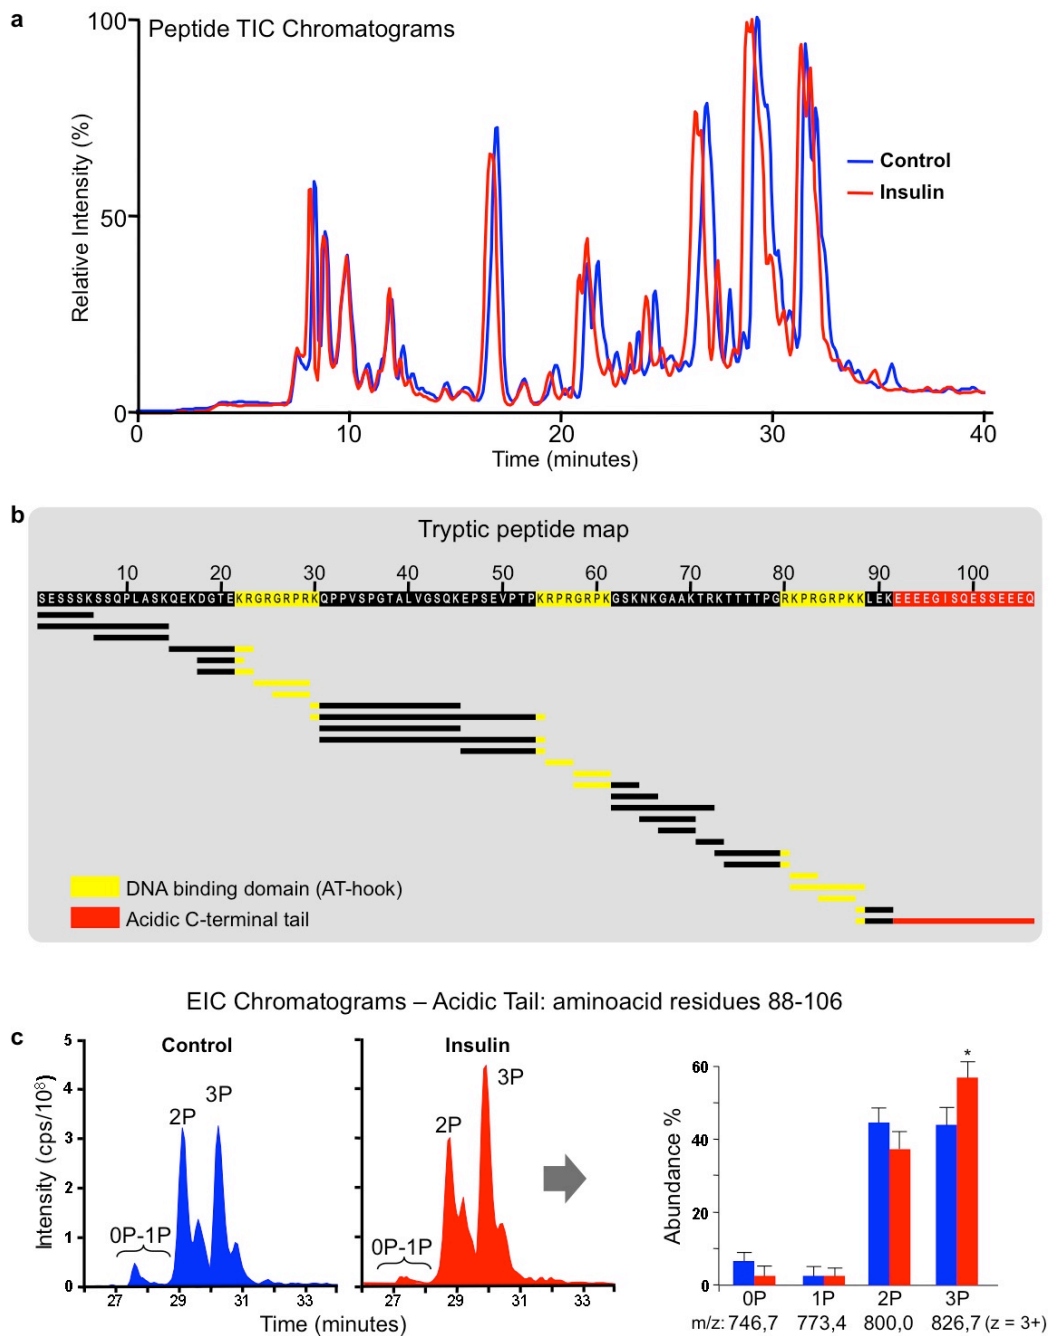 a
Peptide TIC Chromatograms
100
50
0
Relative Intensity (%)
Control
Insulin
0 10 20 30 40
Time (minutes)
b
Tryptic peptide map
10 20 30 40 50 60 70 80 90 100
SESSSKSSQPLASKQEKDGTEKRGRGRPRKQPPVSPGTALVGSQKEPSEVPTPKRPRGRPKGSKNKGAAKTRKTTTTPGRKPRGRPKKLEKEEEEGISQESSEEEQ
DNA binding domain (AT-hook)
Acidic C-terminal tail
EIC Chromatograms – Acidic Tail: aminoacid residues 88-106
c
Control
5
4
3
2
1
0
Intensity (cps/10⁸)
0P-1P
2P
3P
27 29 31 33
Insulin
0P-1P
2P
3P
27 29 31 33
Time (minutes)
60
40
20
0
Abundance %
*
0P 1P 2P 3P
m/z: 746,7 773,4 800,0 826,7 (z = 3+)